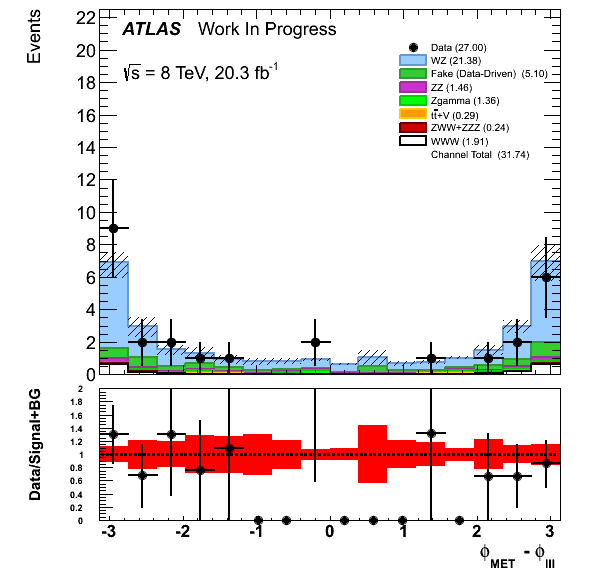 Events
22
20
18
16
14
12
10
8
6
4
2
0
ATLAS Work In Progress
√s = 8 TeV, 20.3 fb⁻¹
Data (27.00)
WZ (21.38)
Fake (Data-Driven) (5.10)
ZZ (1.46)
Zgamma (1.36)
tt̄+V (0.29)
ZWW+ZZZ (0.24)
WWW (1.91)
Channel Total (31.74)
Data/Signal+BG
2
1.8
1.6
1.4
1.2
1
0.8
0.6
0.4
0.2
0
-3 -2 -1 0 1 2 3
ϕMET - ϕlll